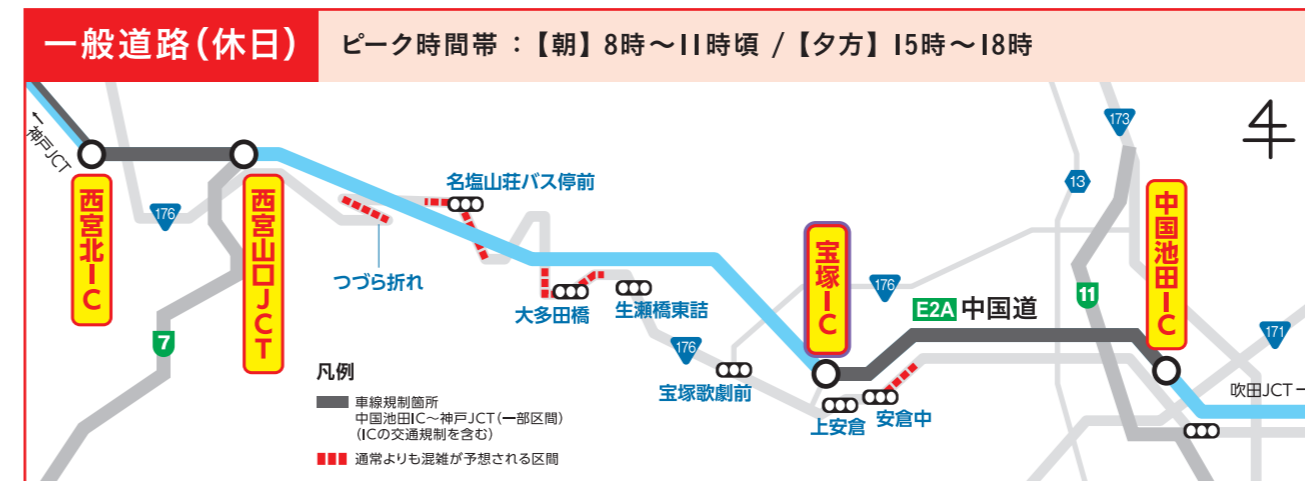 一般道路(休日)
ピーク時間帯:【朝】8時～11時頃 /【夕方】15時～18時
←神戸JCT
西宮北IC
176
西宮山口JCT
7
つづら折れ
名塩山荘バス停前
大多田橋
生瀬橋東詰
176
宝塚歌劇前
宝塚IC
176
上安倉
安倉中
E2A 中国道
13
173
11
中国池田IC
171
吹田JCT
凡例
車線規制箇所
中国池田IC～神戸JCT(一部区間)
(ICの交通規制を含む)
通常よりも混雑が予想される区間